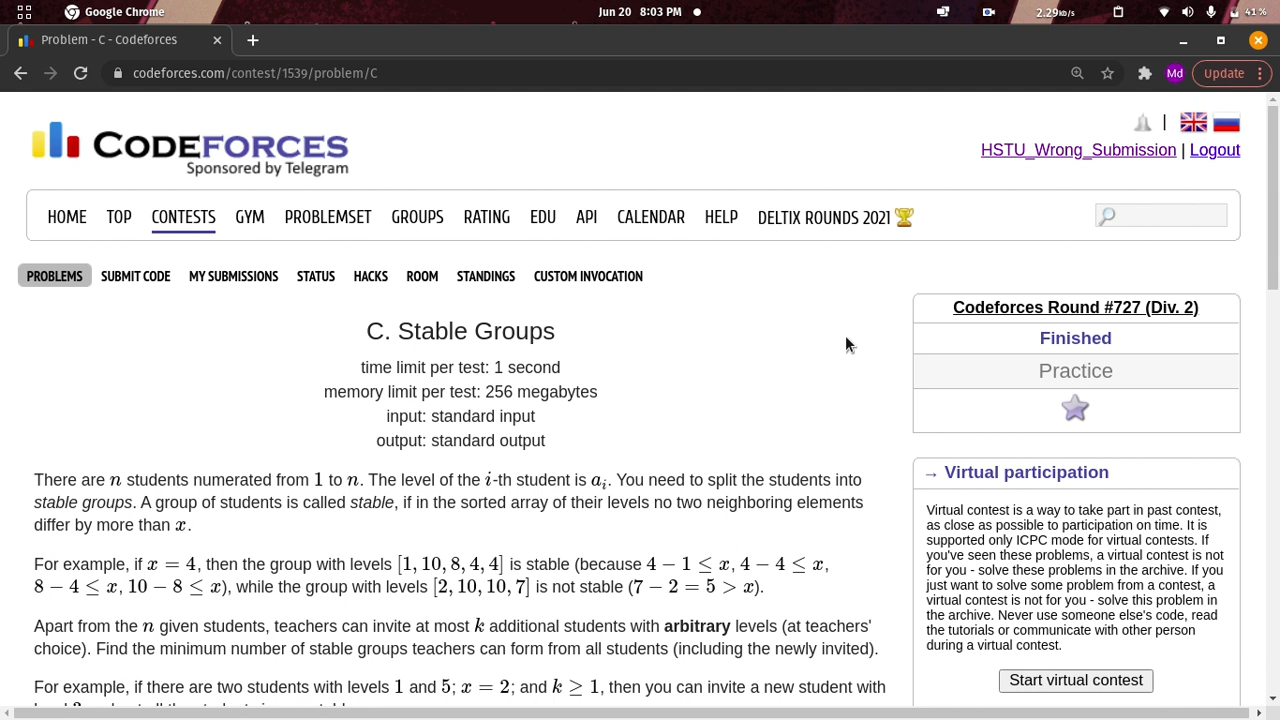 Google Chrome
Jun 20 8:03 PM
2.29kb/s
41%
Problem - C - Codeforces
codeforces.com/contest/1539/problem/C
Md
Update
CODEFORCES
Sponsored by Telegram
HSTU_Wrong_Submission | Logout
HOME TOP CONTESTS GYM PROBLEMSET GROUPS RATING EDU API CALENDAR HELP DELTIX ROUNDS 2021
PROBLEMS SUBMIT CODE MY SUBMISSIONS STATUS HACKS ROOM STANDINGS CUSTOM INVOCATION
C. Stable Groups
time limit per test: 1 second
memory limit per test: 256 megabytes
input: standard input
output: standard output
There are n students numerated from 1 to n. The level of the i-th student is aᵢ. You need to split the students into
stable groups. A group of students is called stable, if in the sorted array of their levels no two neighboring elements
differ by more than x.
For example, if x = 4, then the group with levels [1, 10, 8, 4, 4] is stable (because 4 − 1 ≤ x, 4 − 4 ≤ x,
8 − 4 ≤ x, 10 − 8 ≤ x), while the group with levels [2, 10, 10, 7] is not stable (7 − 2 = 5 > x).
Apart from the n given students, teachers can invite at most k additional students with arbitrary levels (at teachers'
choice). Find the minimum number of stable groups teachers can form from all students (including the newly invited).
For example, if there are two students with levels 1 and 5; x = 2; and k ≥ 1, then you can invite a new student with
Codeforces Round #727 (Div. 2)
Finished
Practice
→ Virtual participation
Virtual contest is a way to take part in past contest,
as close as possible to participation on time. It is
supported only ICPC mode for virtual contests. If
you've seen these problems, a virtual contest is not
for you - solve these problems in the archive. If you
just want to solve some problem from a contest, a
virtual contest is not for you - solve this problem in
the archive. Never use someone else's code, read
the tutorials or communicate with other person
during a virtual contest.
Start virtual contest